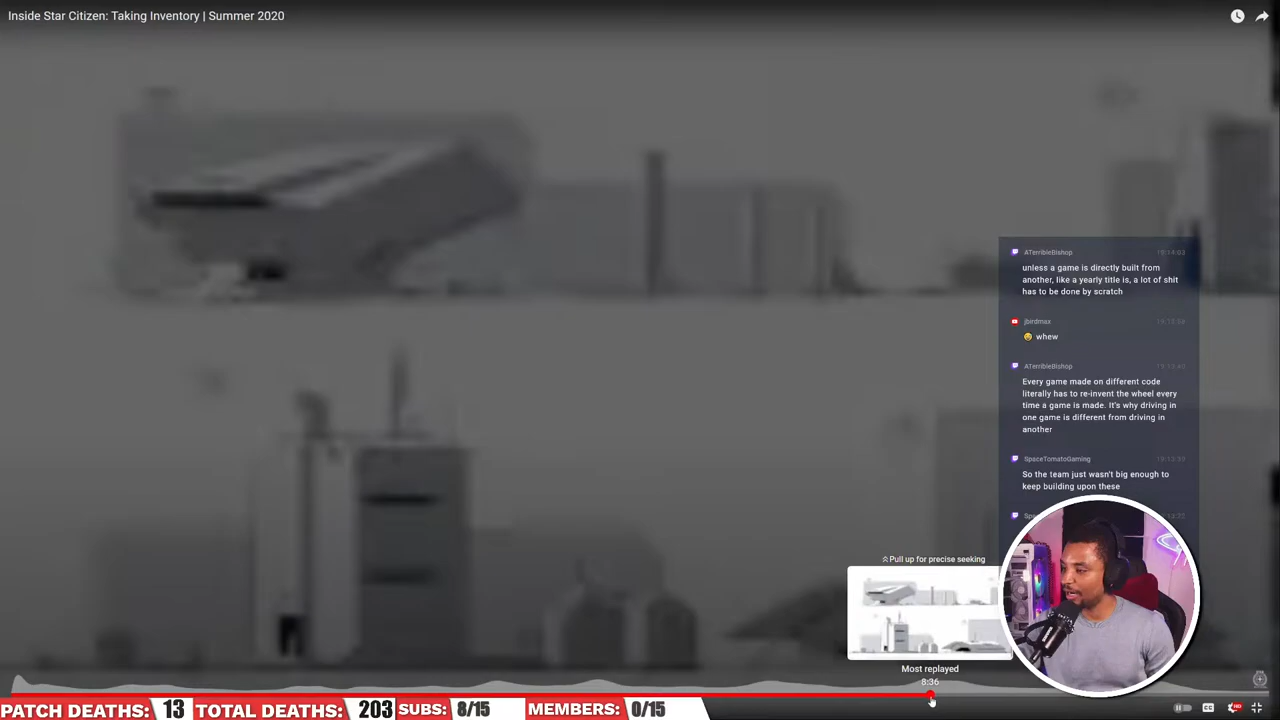 Inside Star Citizen: Taking Inventory | Summer 2020
ATerribleBishop
unless a game is directly built from
another, like a yearly title is, a lot of shit
has to be done by scratch
jbirdmax
whew
ATerribleBishop
Every game made on different code
literally has to re-invent the wheel every
time a game is made. It's why driving in
one game is different from driving in
another
SpaceTomatoGaming
So the team just wasn't big enough to
keep building upon these
Pull up for precise seeking
Most replayed
8:36
PATCH DEATHS: 13 TOTAL DEATHS: 203 SUBS: 8/15 MEMBERS: 0/15
CC
HD